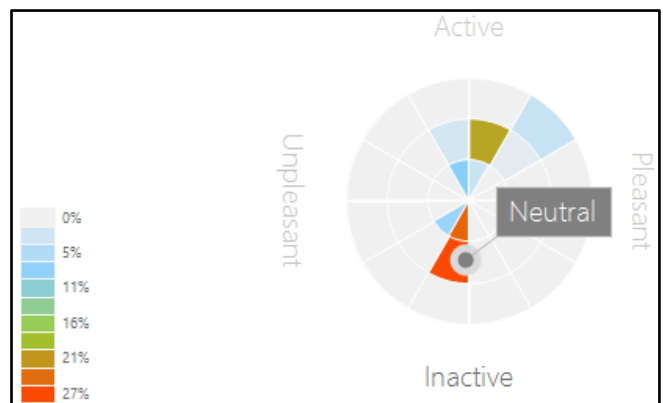 Active
Unpleasant
Pleasant
Neutral
0%
5%
11%
16%
21%
27%
Inactive